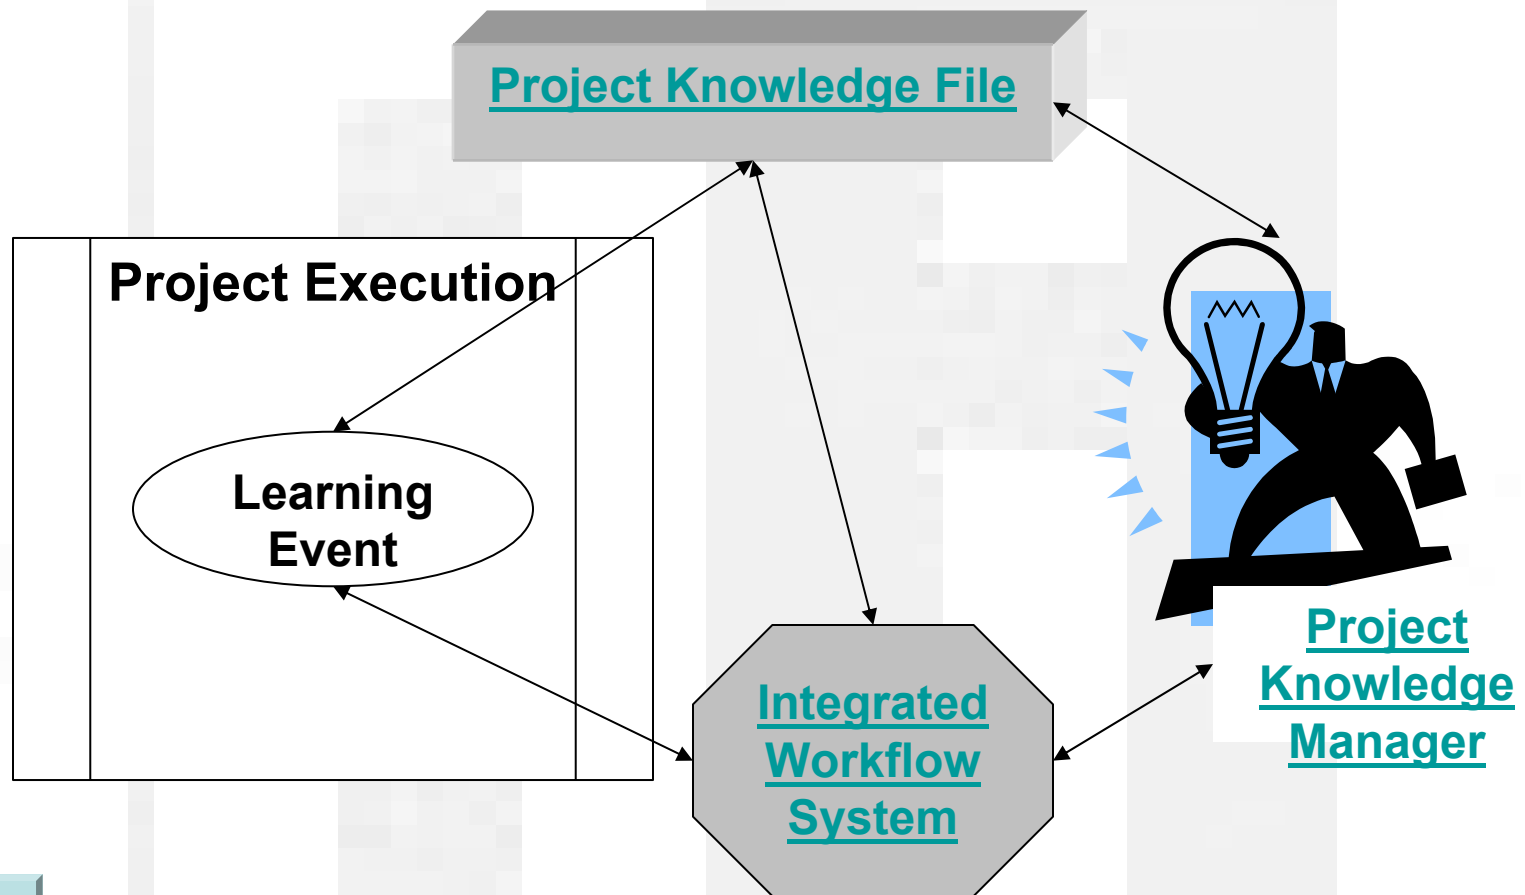 Project Knowledge File
Project Execution
Learning
Event
Integrated
Workflow
System
Project
Knowledge
Manager